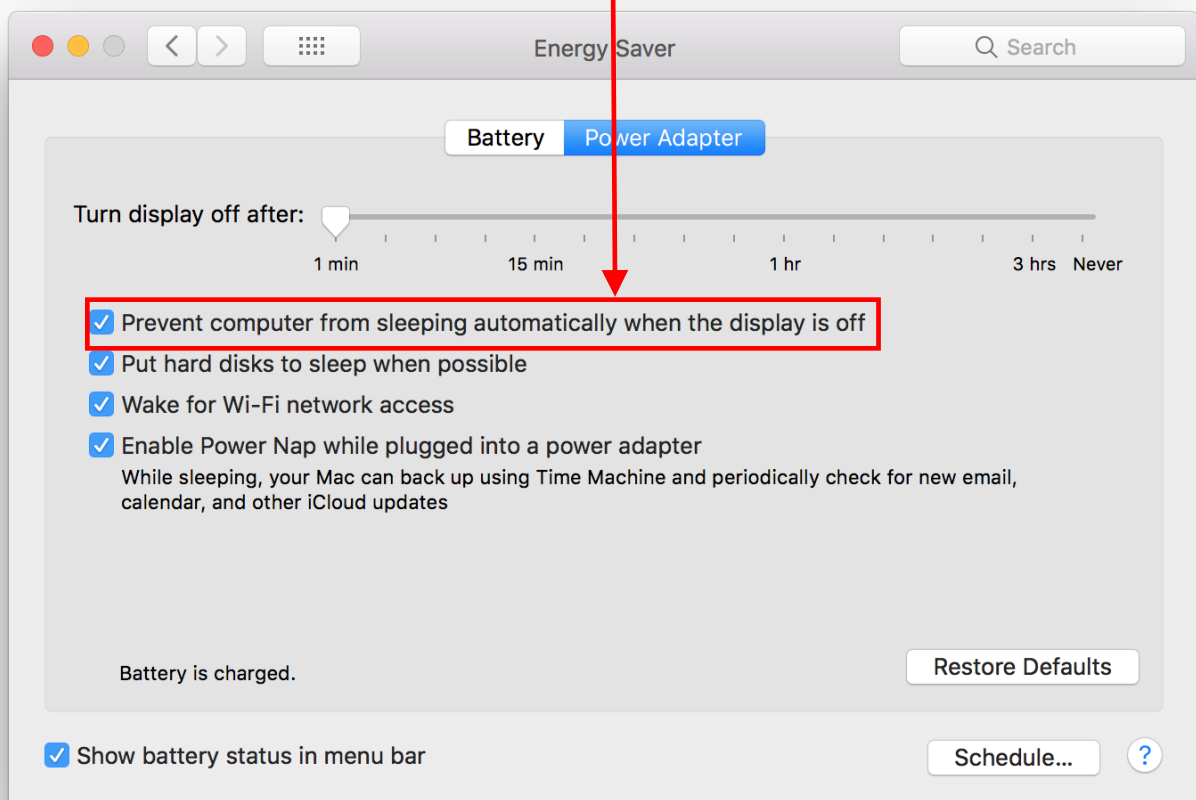 Energy Saver
Search
Battery
Power Adapter
Turn display off after:
1 min
15 min
1 hr
3 hrs
Never
Prevent computer from sleeping automatically when the display is off
Put hard disks to sleep when possible
Wake for Wi-Fi network access
Enable Power Nap while plugged into a power adapter
While sleeping, your Mac can back up using Time Machine and periodically check for new email,
calendar, and other iCloud updates
Battery is charged.
Restore Defaults
Show battery status in menu bar
Schedule...
?